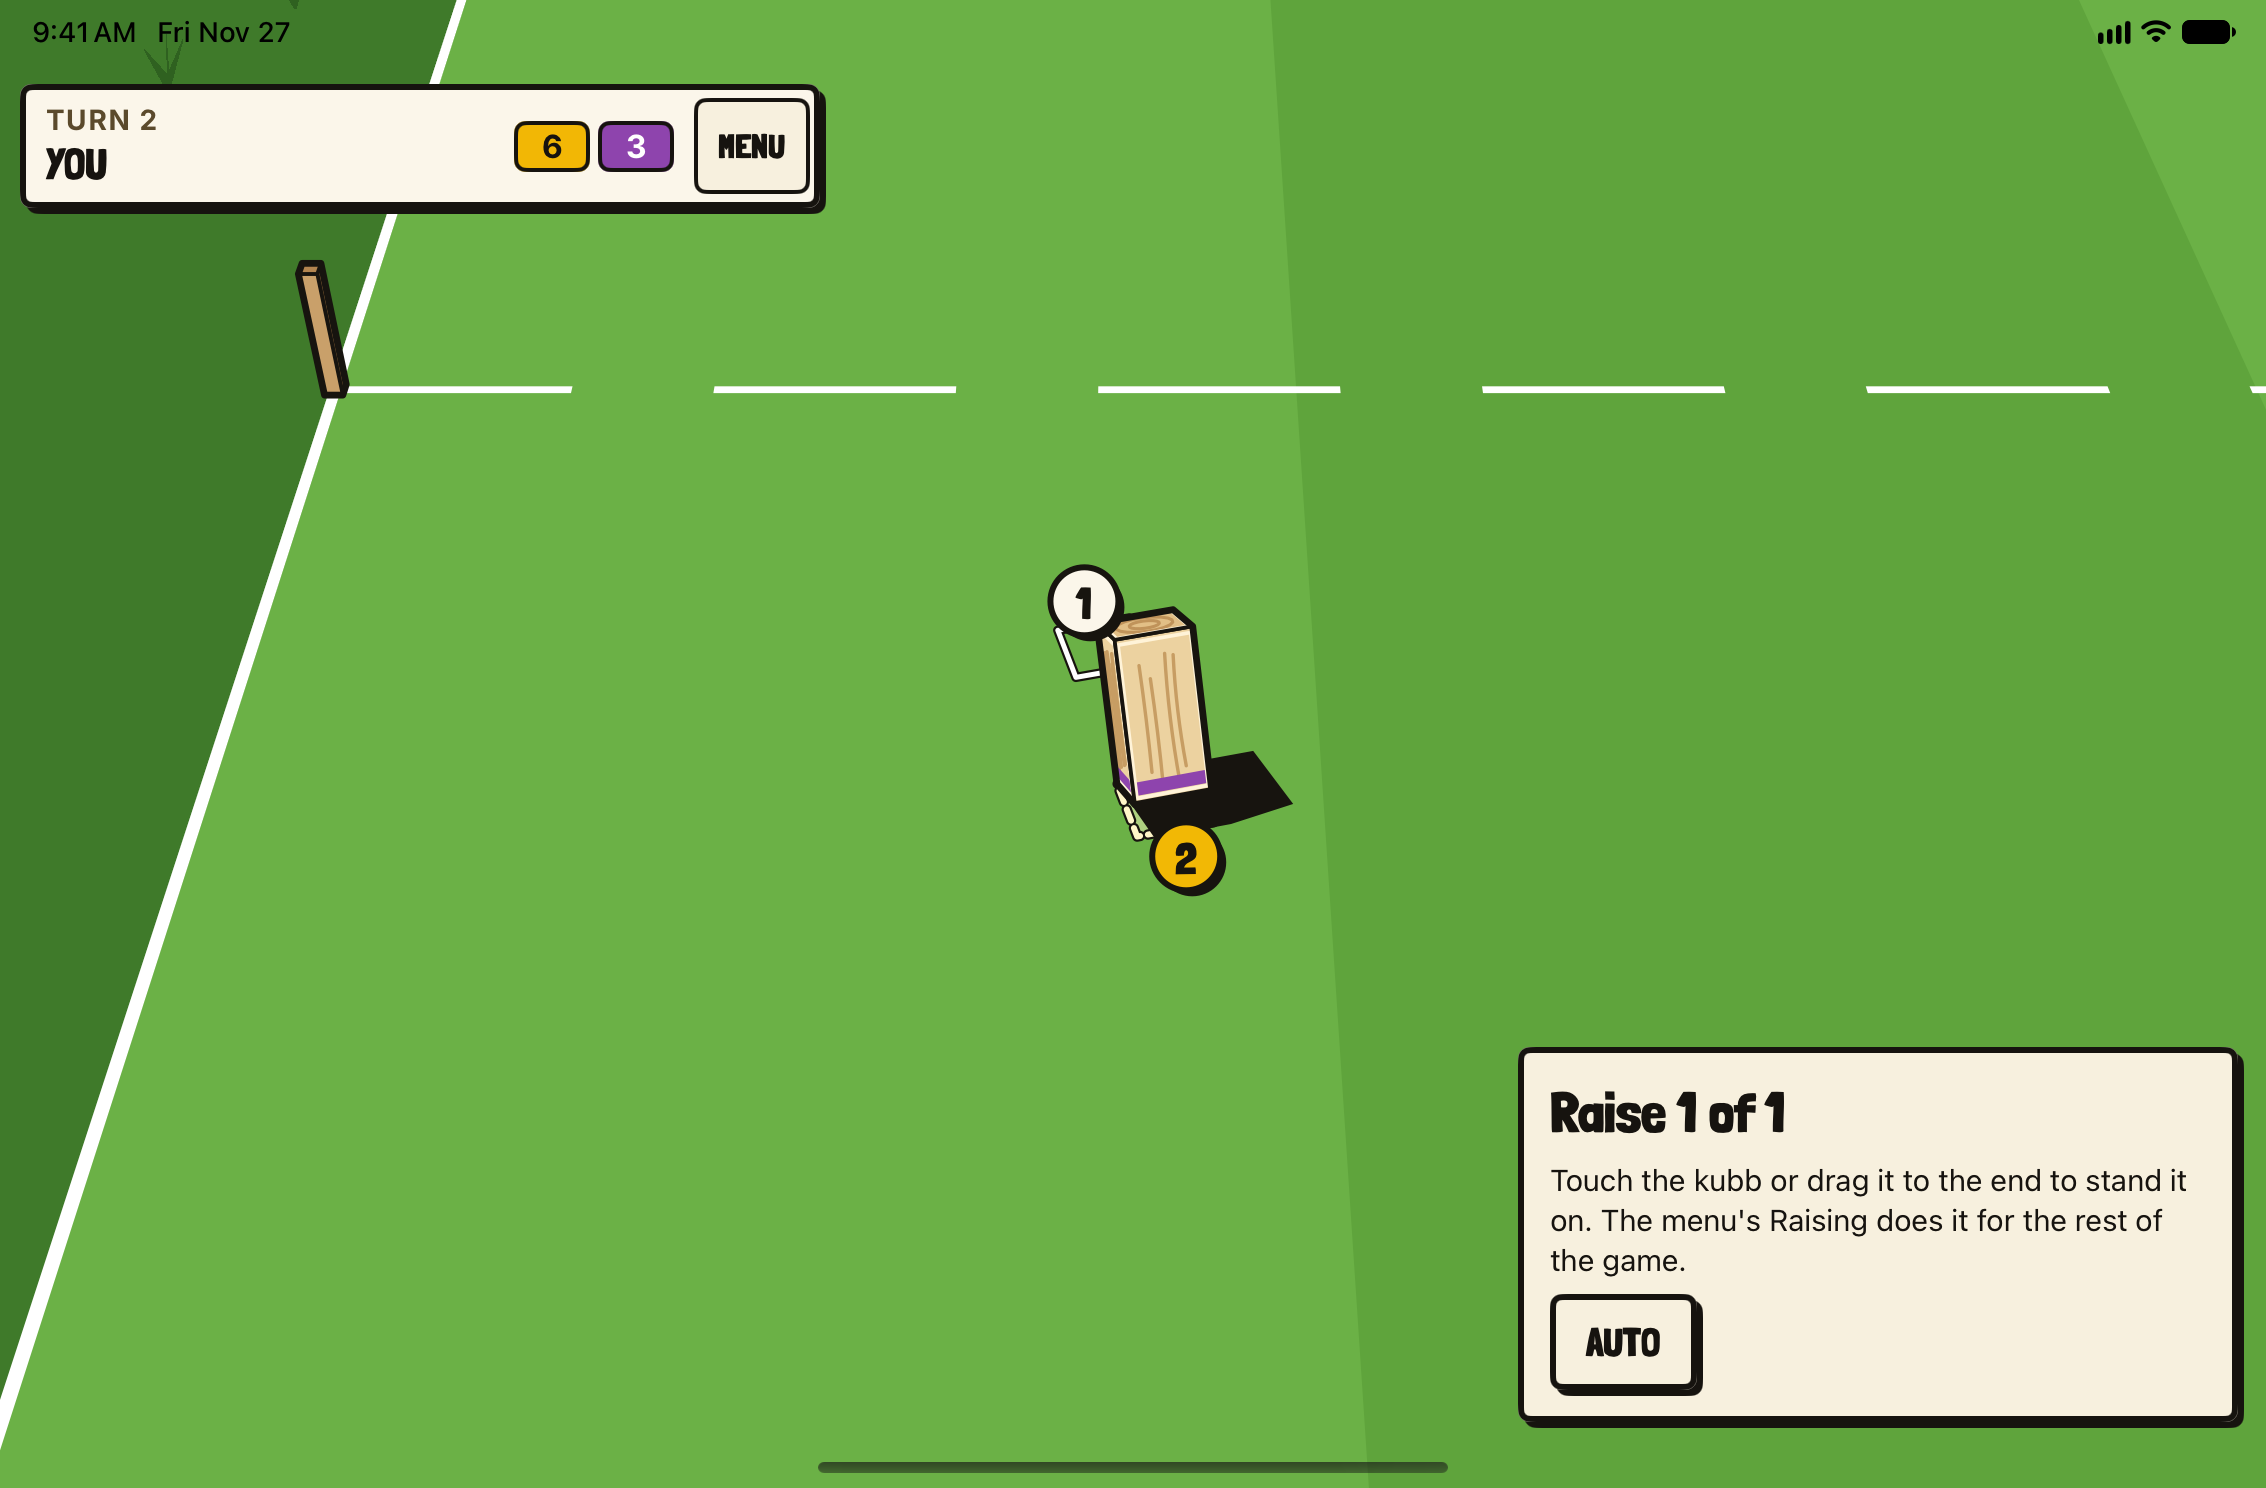 9:41 AM Fri Nov 27
TURN 2
YOU
6 3
MENU
1
2
Raise 1 of 1
Touch the kubb or drag it to the end to stand it
on. The menu's Raising does it for the rest of
the game.
AUTO